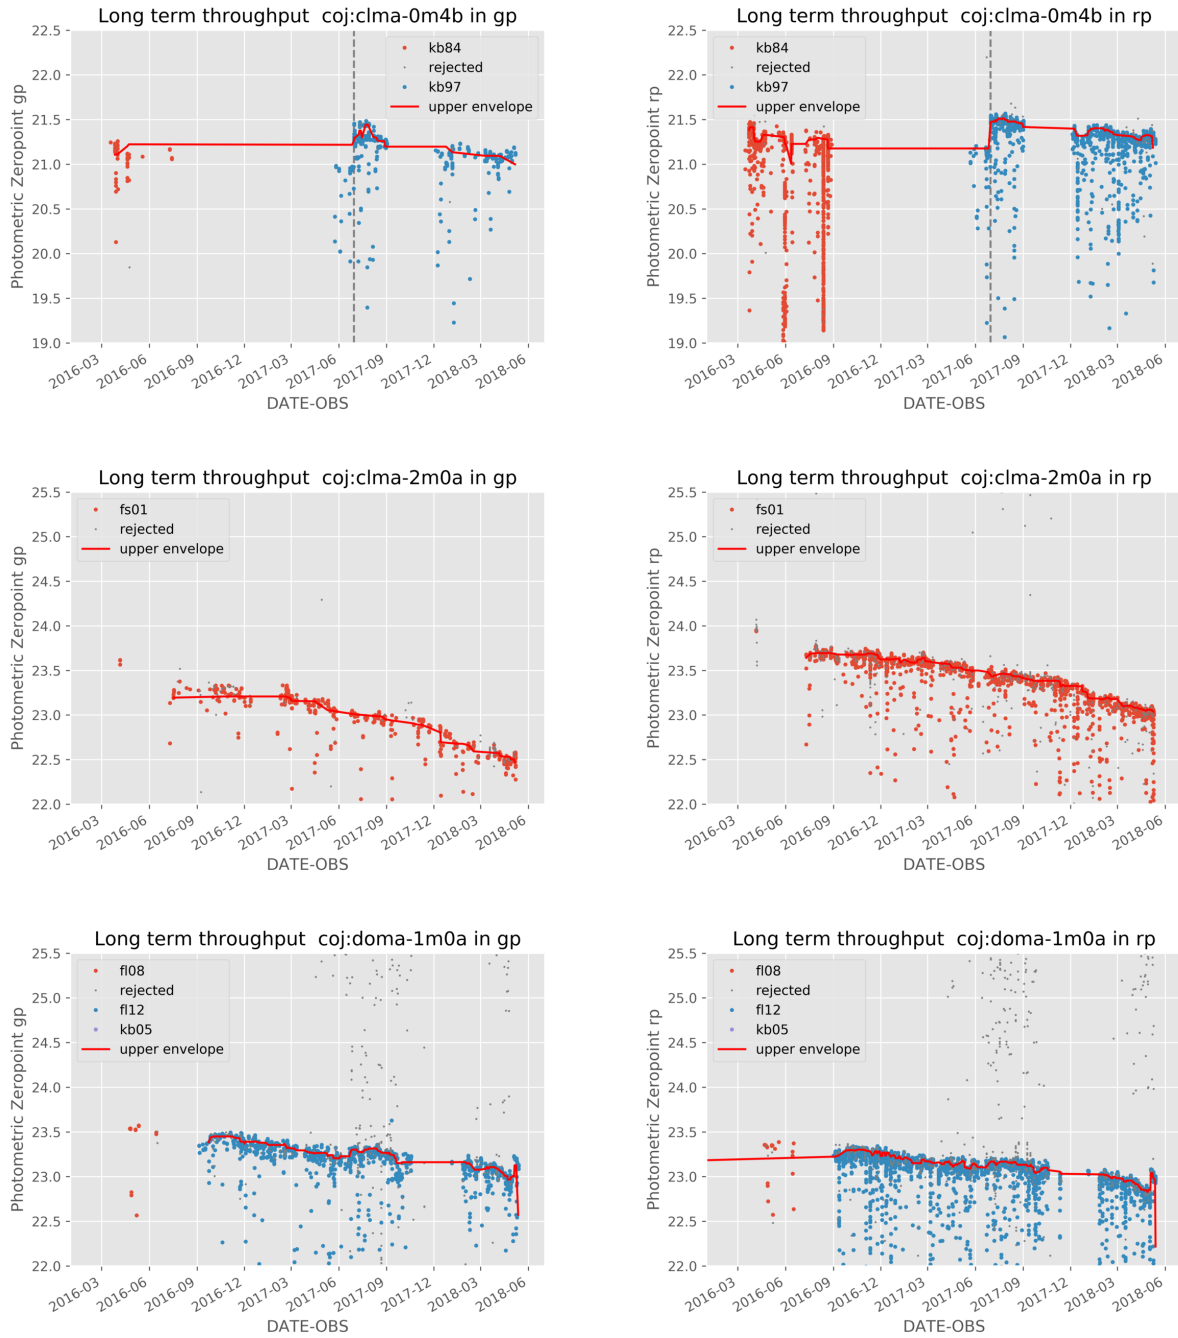 Long term throughput  coj:clma-0m4b in gp
Photometric Zeropoint gp
22.5
22.0
21.5
21.0
20.5
20.0
19.5
19.0
kb84
rejected
kb97
upper envelope
2016-03
2016-06
2016-09
2016-12
2017-03
2017-06
2017-09
2017-12
2018-03
2018-06
DATE-OBS
Long term throughput  coj:clma-0m4b in rp
Photometric Zeropoint rp
22.5
22.0
21.5
21.0
20.5
20.0
19.5
19.0
kb84
rejected
kb97
upper envelope
2016-03
2016-06
2016-09
2016-12
2017-03
2017-06
2017-09
2017-12
2018-03
2018-06
DATE-OBS
Long term throughput  coj:clma-2m0a in gp
Photometric Zeropoint gp
25.5
25.0
24.5
24.0
23.5
23.0
22.5
22.0
fs01
rejected
upper envelope
2016-03
2016-06
2016-09
2016-12
2017-03
2017-06
2017-09
2017-12
2018-03
2018-06
DATE-OBS
Long term throughput  coj:clma-2m0a in rp
Photometric Zeropoint rp
25.5
25.0
24.5
24.0
23.5
23.0
22.5
22.0
fs01
rejected
upper envelope
2016-03
2016-06
2016-09
2016-12
2017-03
2017-06
2017-09
2017-12
2018-03
2018-06
DATE-OBS
Long term throughput  coj:doma-1m0a in gp
Photometric Zeropoint gp
25.5
25.0
24.5
24.0
23.5
23.0
22.5
22.0
fl08
rejected
fl12
kb05
upper envelope
2016-03
2016-06
2016-09
2016-12
2017-03
2017-06
2017-09
2017-12
2018-03
2018-06
DATE-OBS
Long term throughput  coj:doma-1m0a in rp
Photometric Zeropoint rp
25.5
25.0
24.5
24.0
23.5
23.0
22.5
22.0
fl08
rejected
fl12
kb05
upper envelope
2016-03
2016-06
2016-09
2016-12
2017-03
2017-06
2017-09
2017-12
2018-03
2018-06
DATE-OBS